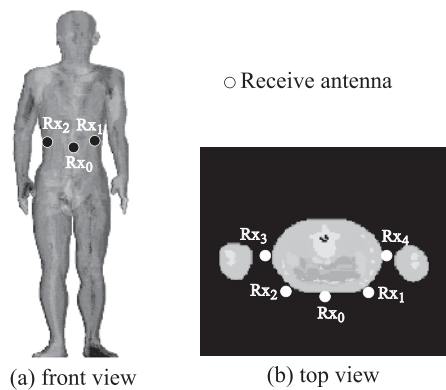 Receive antenna
Rx2 Rx1
Rx0
Rx3 Rx4
Rx2 Rx1
Rx0
(a) front view
(b) top view